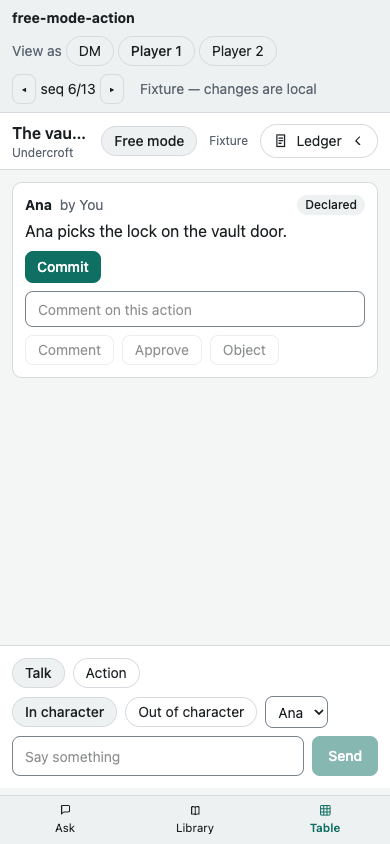 free-mode-action
View as DM Player 1 Player 2
seq 6/13 Fixture — changes are local
The vau... Free mode Fixture Ledger
Undercroft
Ana by You Declared
Ana picks the lock on the vault door.
Commit
Comment on this action
Comment Approve Object
Talk Action
In character Out of character Ana
Say something Send
Ask Library Table